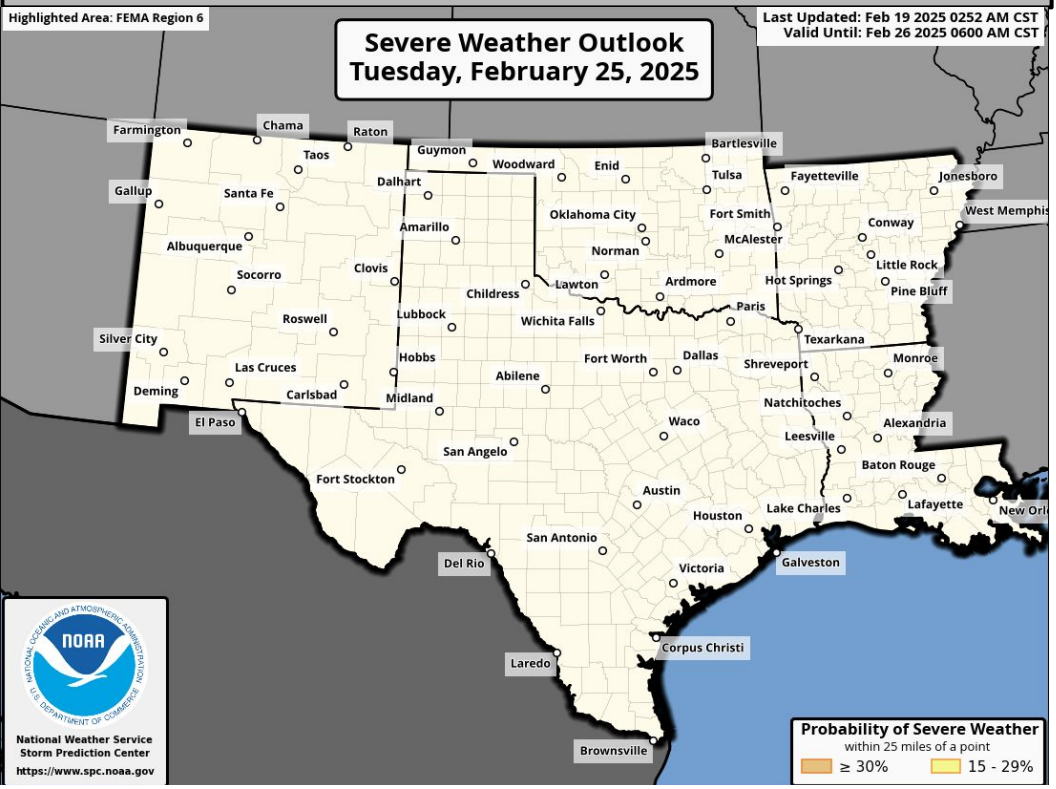 Highlighted Area: FEMA Region 6
Severe Weather Outlook
Tuesday, February 25, 2025
Last Updated: Feb 19 2025 0252 AM CST
Valid Until: Feb 26 2025 0600 AM CST
Farmington
Chama
Raton
Taos
Guymon
Woodward
Enid
Bartlesville
Tulsa
Fayetteville
Jonesboro
Gallup
Santa Fe
Dalhart
Oklahoma City
Fort Smith
West Memphis
Albuquerque
Amarillo
Norman
McAlester
Conway
Socorro
Clovis
Childress
Lawton
Ardmore
Hot Springs
Little Rock
Pine Bluff
Roswell
Lubbock
Wichita Falls
Paris
Texarkana
Silver City
Las Cruces
Hobbs
Fort Worth
Dallas
Shreveport
Monroe
Deming
Carlsbad
Midland
Abilene
Natchitoches
El Paso
San Angelo
Waco
Leesville
Alexandria
Fort Stockton
Baton Rouge
Austin
Houston
Lake Charles
Lafayette
New Orl
San Antonio
Del Rio
Victoria
Galveston
Laredo
Corpus Christi
Brownsville
NATIONAL OCEANIC AND ATMOSPHERIC ADMINISTRATION
NOAA
U.S. DEPARTMENT OF COMMERCE
National Weather Service
Storm Prediction Center
https://www.spc.noaa.gov
Probability of Severe Weather
within 25 miles of a point
≥ 30%
15 - 29%